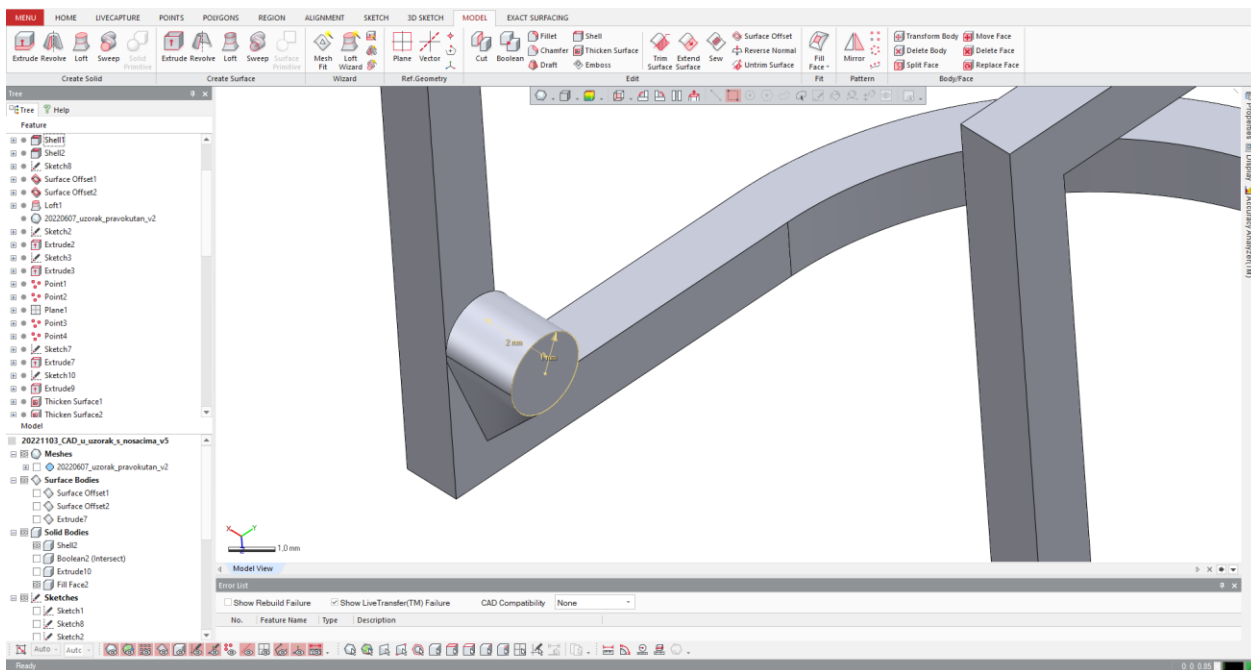 MENU HOME LIVECAPTURE POINTS POLYGONS REGION ALIGNMENT SKETCH 3D SKETCH MODEL EXACT SURFACING
Extrude Revolve Loft Sweep Solid Primitive
Create Solid
Extrude Revolve Loft Sweep Surface Primitive
Create Surface
Mesh Fit Loft Wizard
Wizard
Plane Vector
Ref.Geometry
Cut Boolean
Fillet Shell
Chamfer Thicken Surface
Draft Emboss
Trim Surface Extend Surface Sew
Surface Offset
Reverse Normal
Untrim Surface
Edit
Fill Face
Fit
Mirror
Pattern
Transform Body Move Face
Delete Body Delete Face
Split Face Replace Face
Body/Face
Tree
Tree Help
Feature
Shell1
Shell2
Sketch8
Surface Offset1
Surface Offset2
Loft1
20220607_uzorak_pravokutan_v2
Sketch2
Extrude2
Sketch3
Extrude3
Point1
Point2
Plane1
Point3
Point4
Sketch7
Extrude7
Sketch10
Extrude9
Thicken Surface1
Thicken Surface2
Model
20221103_CAD_u_uzorak_s_nosacima_v5
Meshes
20220607_uzorak_pravokutan_v2
Surface Bodies
Surface Offset1
Surface Offset2
Extrude7
Solid Bodies
Shell2
Boolean2 (Intersect)
Extrude10
Fill Face2
Sketches
Sketch1
Sketch8
Sketch2
2 mm
X Y Z
1,0 mm
Properties
Display
Accuracy Analyzer(TM)
Model View
Error List
Show Rebuild Failure Show LiveTransfer(TM) Failure CAD Compatibility None
No. Feature Name Type Description
Auto Auto
Ready
0: 0: 0.85